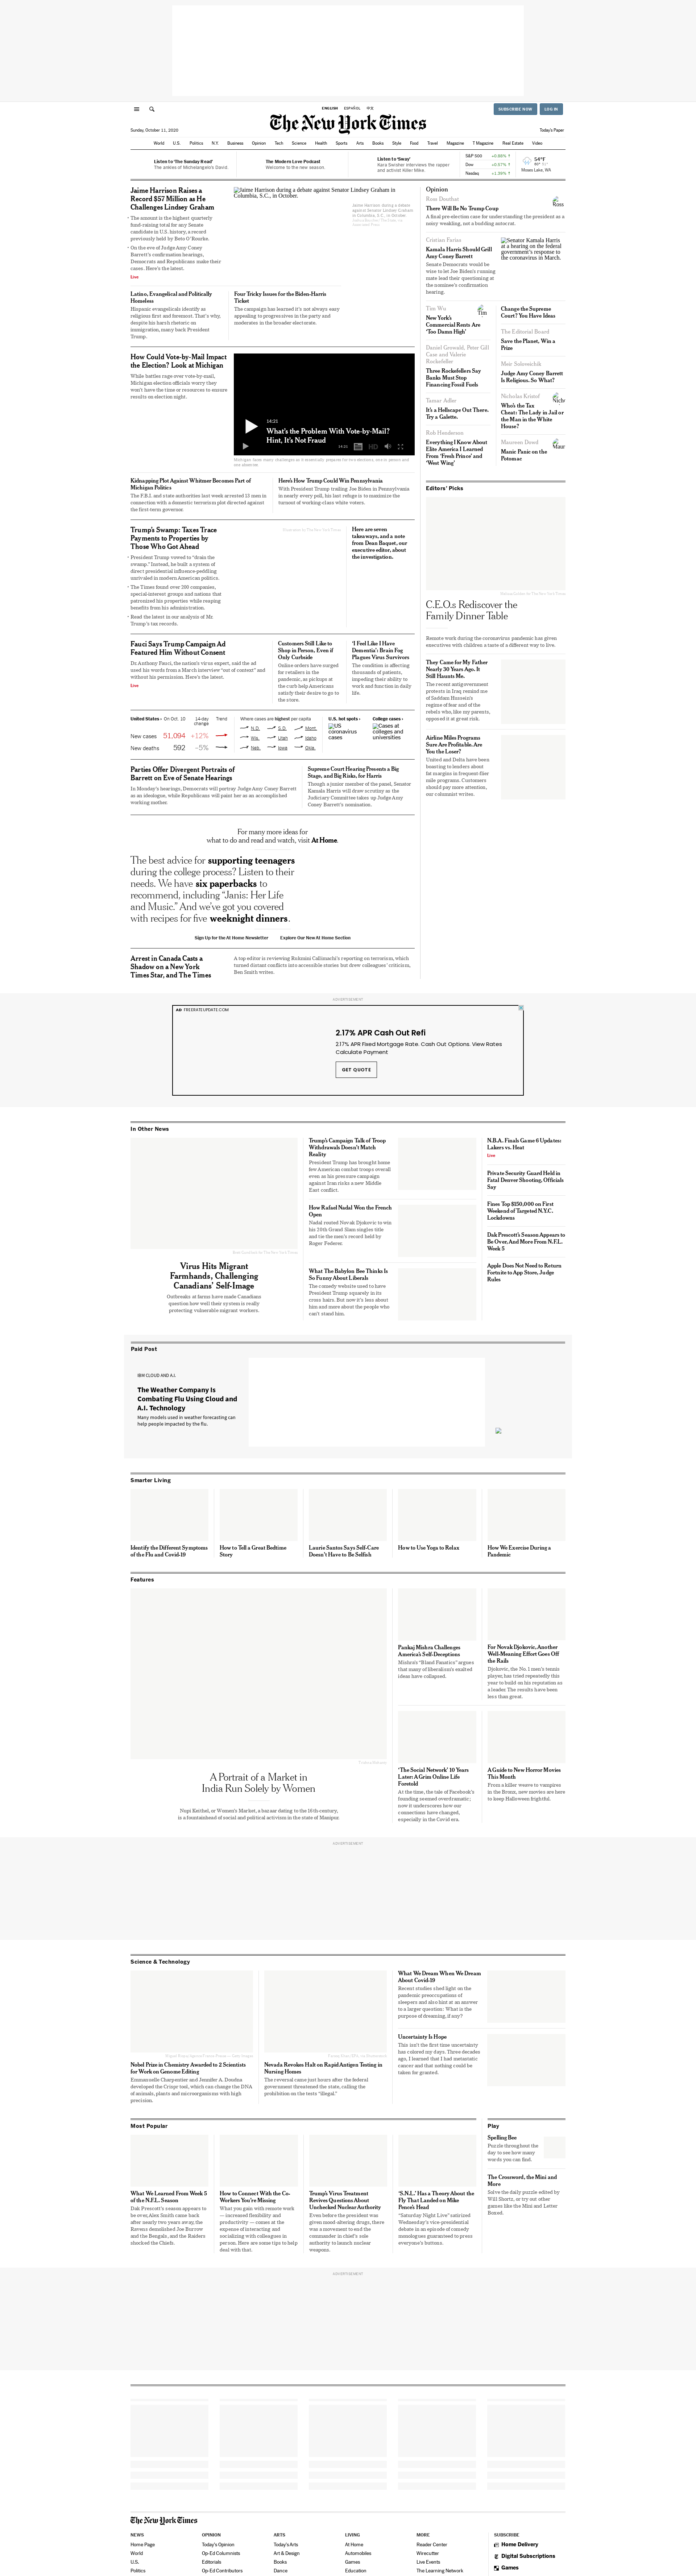 ENGLISH ESPAÑOL 中文
SUBSCRIBE NOW LOG IN
The New York Times
Sunday, October 11, 2020
Today's Paper
World U.S. Politics N.Y. Business Opinion Tech Science Health Sports Arts Books Style Food Travel Magazine T Magazine Real Estate Video
Listen to 'The Sunday Read'
The anklets of Michelangelo's David.
The Modern Love Podcast
Welcome to the new season.
Listen to 'Sway'
Kara Swisher interviews the rapper
and activist Killer Mike.
S&P 500 +0.88% ↑
Dow +0.57% ↑
Nasdaq +1.39% ↑
54°F
Moses Lake, WA
Jaime Harrison Raises a
Record $57 Million as He
Challenges Lindsey Graham
• The amount is the highest quarterly
fund-raising total for any Senate
candidate in U.S. history, a record
previously held by Beto O'Rourke.
• On the eve of Judge Amy Coney
Barrett's confirmation hearings,
Democrats and Republicans make their
cases. Here's the latest.
Live
Jaime Harrison during a debate against Senator Lindsey Graham in
Columbia, S.C., in October.
Jaime Harrison during a debate
against Senator Lindsey Graham
in Columbia, S.C., in October.
Latino, Evangelical and Politically
Homeless
Hispanic evangelicals identify as
religious first and foremost. That's why,
despite his harsh rhetoric on
immigration, many back President
Trump.
Four Tricky Issues for the Biden-Harris
Ticket
The campaign has learned it's not always easy
appealing to progressives in the party and
moderates in the broader electorate.
How Could Vote-by-Mail Impact
the Election? Look at Michigan
While battles rage over vote-by-mail,
Michigan election officials worry they
won't have the time or resources to ensure
results on election night.
14:21
What's the Problem With Vote-by-Mail?
Hint, It's Not Fraud
14:21 HD
Kidnapping Plot Against Whitmer Becomes Part of
Michigan Politics
The F.B.I. and state authorities last week arrested 13 men in
connection with a domestic terrorism plot directed against
the first-term governor.
Here's How Trump Could Win Pennsylvania
With President Trump trailing Joe Biden in Pennsylvania
in nearly every poll, his last refuge is to maximize the
turnout of working-class white voters.
Trump's Swamp: Taxes Trace
Payments to Properties by
Those Who Got Ahead
• President Trump vowed to "drain the
swamp." Instead, he built a system of
direct presidential influence-peddling
unrivaled in modern American politics.
• The Times found over 200 companies,
special-interest groups and nations that
patronized his properties while reaping
benefits from his administration.
• Read the latest in our analysis of Mr.
Trump's tax records.
Here are seven
takeaways, and a note
from Dean Baquet, our
executive editor, about
the investigation.
Fauci Says Trump Campaign Ad
Featured Him Without Consent
Dr. Anthony Fauci, the nation's virus expert, said the ad
used his words from a March interview "out of context" and
without his permission. Here's the latest.
Live
Customers Still Like to
Shop in Person, Even if
Only Curbside
Online orders have surged
for retailers in the
pandemic, as pickups at
the curb help Americans
satisfy their desire to go to
the store.
'I Feel Like I Have
Dementia': Brain Fog
Plagues Virus Survivors
The condition is affecting
thousands of patients,
impeding their ability to
work and function in daily
life.
United States › On Oct. 10 14-day
change Trend
New cases 51,094 +12%
New deaths 592 –5%
Where cases are highest per capita
N.D. S.D. Mont.
Wis. Utah Idaho
Neb. Iowa Okla.
U.S. hot spots ›
US
coronavirus
cases
College cases ›
Cases at
colleges and
universities
Parties Offer Divergent Portraits of
Barrett on Eve of Senate Hearings
In Monday's hearings, Democrats will portray Judge Amy Coney Barrett
as an ideologue, while Republicans will paint her as an accomplished
working mother.
Supreme Court Hearing Presents a Big
Stage, and Big Risks, for Harris
Though a junior member of the panel, Senator
Kamala Harris will draw scrutiny as the
Judiciary Committee takes up Judge Amy
Coney Barrett's nomination.
For many more ideas for
what to do and read and watch, visit At Home.
The best advice for supporting teenagers
during the college process? Listen to their
needs. We have six paperbacks to
recommend, including "Janis: Her Life
and Music." And we've got you covered
with recipes for five weeknight dinners.
Sign Up for the At Home Newsletter Explore Our New At Home Section
Arrest in Canada Casts a
Shadow on a New York
Times Star, and The Times
A top editor is reviewing Rukmini Callimachi's reporting on terrorism, which
turned distant conflicts into accessible stories but drew colleagues' criticism,
Ben Smith writes.
Opinion
Ross Douthat
There Will Be No Trump Coup
A final pre-election case for understanding the president as a
noisy weakling, not a budding autocrat.
Ross
Cristian Farias
Kamala Harris Should Grill
Amy Coney Barrett
Senate Democrats would be
wise to let Joe Biden's running
mate lead their questioning at
the nominee's confirmation
hearing.
Senator Kamala Harris
at a hearing on the federal
government's response to
the coronavirus in March.
Tim Wu
New York's
Commercial Rents Are
'Too Damn High'
Tim
Daniel Growald, Peter Gill
Case and Valerie
Rockefeller
Three Rockefellers Say
Banks Must Stop
Financing Fossil Fuels
Tamar Adler
It's a Hellscape Out There.
Try a Galette.
Rob Henderson
Everything I Know About
Elite America I Learned
From 'Fresh Prince' and
'West Wing'
Change the Supreme
Court? You Have Ideas
The Editorial Board
Save the Planet, Win a
Prize
Meir Soloveichik
Judge Amy Coney Barrett
Is Religious. So What?
Nicholas Kristof
Who's the Tax
Cheat: The Lady in Jail or
the Man in the White
House?
Maureen Dowd
Manic Panic on the
Potomac
Editors' Picks
C.E.O.s Rediscover the
Family Dinner Table
Remote work during the coronavirus pandemic has given
executives with children a taste of a different way to live.
They Came for My Father
Nearly 30 Years Ago. It
Still Haunts Me.
The recent antigovernment
protests in Iraq remind me
of Saddam Hussein's
regime of fear and of the
rebels who, like my parents,
opposed it at great risk.
Airline Miles Programs
Sure Are Profitable. Are
You the Loser?
United and Delta have been
boasting to lenders about
fat margins in frequent-flier
mile programs. Customers
should pay more attention,
our columnist writes.
ADVERTISEMENT
AD FREERATEUPDATE.COM
2.17% APR Cash Out Refi
2.17% APR Fixed Mortgage Rate. Cash Out Options. View Rates
Calculate Payment
GET QUOTE
In Other News
Virus Hits Migrant
Farmhands, Challenging
Canadians' Self-Image
Outbreaks at farms have made Canadians
question how well their system is really
protecting vulnerable migrant workers.
Trump's Campaign Talk of Troop
Withdrawals Doesn't Match
Reality
President Trump has brought home
few American combat troops overall
even as his pressure campaign
against Iran risks a new Middle
East conflict.
How Rafael Nadal Won the French
Open
Nadal routed Novak Djokovic to win
his 20th Grand Slam singles title
and tie the men's record held by
Roger Federer.
What The Babylon Bee Thinks Is
So Funny About Liberals
The comedy website used to have
President Trump squarely in its
cross hairs. But now it's less about
him and more about the people who
can't stand him.
N.B.A. Finals Game 6 Updates:
Lakers vs. Heat
Live
Private Security Guard Held in
Fatal Denver Shooting, Officials
Say
Fines Top $150,000 on First
Weekend of Targeted N.Y.C.
Lockdowns
Dak Prescott's Season Appears to
Be Over, And More From N.F.L.
Week 5
Apple Does Not Need to Return
Fortnite to App Store, Judge
Rules
Paid Post
IBM CLOUD AND A.I.
The Weather Company Is
Combating Flu Using Cloud and
A.I. Technology
Many models used in weather forecasting can
help people impacted by the flu.
Smarter Living
Identify the Different Symptoms
of the Flu and Covid-19
How to Tell a Great Bedtime
Story
Laurie Santos Says Self-Care
Doesn't Have to Be Selfish
How to Use Yoga to Relax
How We Exercise During a
Pandemic
Features
A Portrait of a Market in
India Run Solely by Women
Nupi Keithel, or Women's Market, a bazaar dating to the 16th century,
is a fountainhead of social and political activism in the state of Manipur.
Pankaj Mishra Challenges
America's Self-Deceptions
Mishra's "Bland Fanatics" argues
that many of liberalism's exalted
ideas have collapsed.
For Novak Djokovic, Another
Well-Meaning Effort Goes Off
the Rails
Djokovic, the No. 1 men's tennis
player, has tried repeatedly this
year to build on his reputation as
a leader. The results have been
less than great.
'The Social Network' 10 Years
Later: A Grim Online Life
Foretold
At the time, the tale of Facebook's
founding seemed overdramatic;
now it underscores how our
connections have changed,
especially in the Covid era.
A Guide to New Horror Movies
This Month
From a killer weave to vampires
in the Bronx, new movies are here
to keep Halloween frightful.
ADVERTISEMENT
Science & Technology
Nobel Prize in Chemistry Awarded to 2 Scientists
for Work on Genome Editing
Emmanuelle Charpentier and Jennifer A. Doudna
developed the Crispr tool, which can change the DNA
of animals, plants and microorganisms with high
precision.
Nevada Revokes Halt on Rapid Antigen Testing in
Nursing Homes
The reversal came just hours after the federal
government threatened the state, calling the
prohibition on the tests "illegal."
What We Dream When We Dream
About Covid-19
Recent studies shed light on the
pandemic preoccupations of
sleepers and also hint at an answer
to a larger question: What is the
purpose of dreaming, if any?
Uncertainty Is Hope
This isn't the first time uncertainty
has colored my days. Three decades
ago, I learned that I had metastatic
cancer and that nothing could be
taken for granted.
Most Popular
What We Learned From Week 5
of the N.F.L. Season
Dak Prescott's season appears to
be over, Alex Smith came back
after nearly two years away, the
Ravens demolished Joe Burrow
and the Bengals, and the Raiders
shocked the Chiefs.
How to Connect With the Co-
Workers You're Missing
What you gain with remote work
— increased flexibility and
productivity — comes at the
expense of interacting and
socializing with colleagues in
person. Here are some tips to help
deal with that.
Trump's Virus Treatment
Revives Questions About
Unchecked Nuclear Authority
Even before the president was
given mood-altering drugs, there
was a movement to end the
commander in chief's sole
authority to launch nuclear
weapons.
'S.N.L.' Has a Theory About the
Fly That Landed on Mike
Pence's Head
"Saturday Night Live" satirized
Wednesday's vice-presidential
debate in an episode of comedy
monologues guaranteed to press
everyone's buttons.
Play
Spelling Bee
Puzzle throughout the
day to see how many
words you can find.
The Crossword, the Mini and
More
Solve the daily puzzle edited by
Will Shortz, or try out other
games like the Mini and Letter
Boxed.
ADVERTISEMENT
The New York Times
NEWS
Home Page
World
U.S.
Politics
OPINION
Today's Opinion
Op-Ed Columnists
Editorials
Op-Ed Contributors
ARTS
Today's Arts
Art & Design
Books
Dance
LIVING
At Home
Automobiles
Games
Education
MORE
Reader Center
Wirecutter
Live Events
The Learning Network
SUBSCRIBE
Home Delivery
Digital Subscriptions
Games